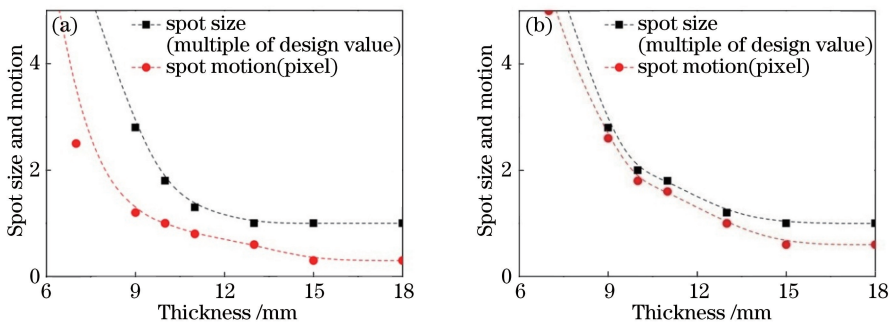 (a)
spot size
(multiple of design value)
spot motion(pixel)
Spot size and motion
4
2
0
6 9 12 15 18
Thickness /mm
(b)
spot size
(multiple of design value)
spot motion(pixel)
Spot size and motion
4
2
0
6 9 12 15 18
Thickness /mm